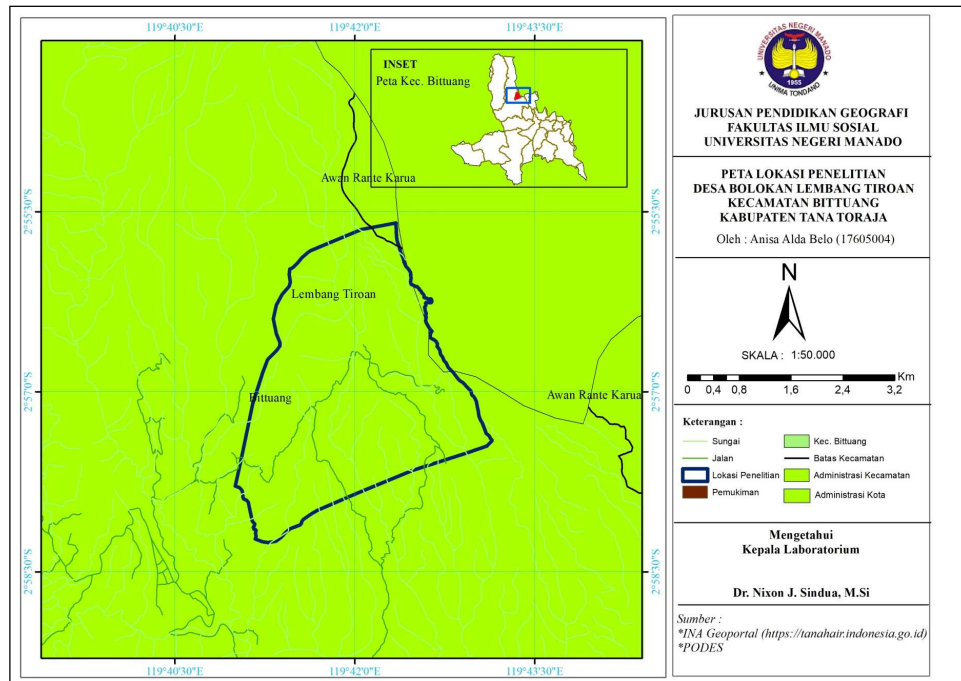 119°40'30"E 119°42'0"E 119°43'30"E
INSET
Peta Kec. Bittuang
Awan Rante Karua
2°55'30"S 2°55'30"S
Lembang Tiroan
2°57'0"S 2°57'0"S
Bittuang
Awan Rante Karua
2°58'30"S 2°58'30"S
119°40'30"E 119°42'0"E 119°43'30"E
UNIVERSITAS NEGERI MANADO
1955
UNIMA TONDANO
JURUSAN PENDIDIKAN GEOGRAFI
FAKULTAS ILMU SOSIAL
UNIVERSITAS NEGERI MANADO
PETA LOKASI PENELITIAN
DESA BOLOKAN LEMBANG TIROAN
KECAMATAN BITTUANG
KABUPATEN TANA TORAJA
Oleh : Anisa Alda Belo (17605004)
N
SKALA : 1:50.000
Km
0 0,4 0,8 1,6 2,4 3,2
Keterangan :
Sungai
Jalan
Lokasi Penelitian
Pemukiman
Kec. Bittuang
Batas Kecamatan
Administrasi Kecamatan
Administrasi Kota
Mengetahui
Kepala Laboratorium
Dr. Nixon J. Sindua, M.Si
Sumber :
*INA Geoportal (https://tanahair.indonesia.go.id)
*PODES